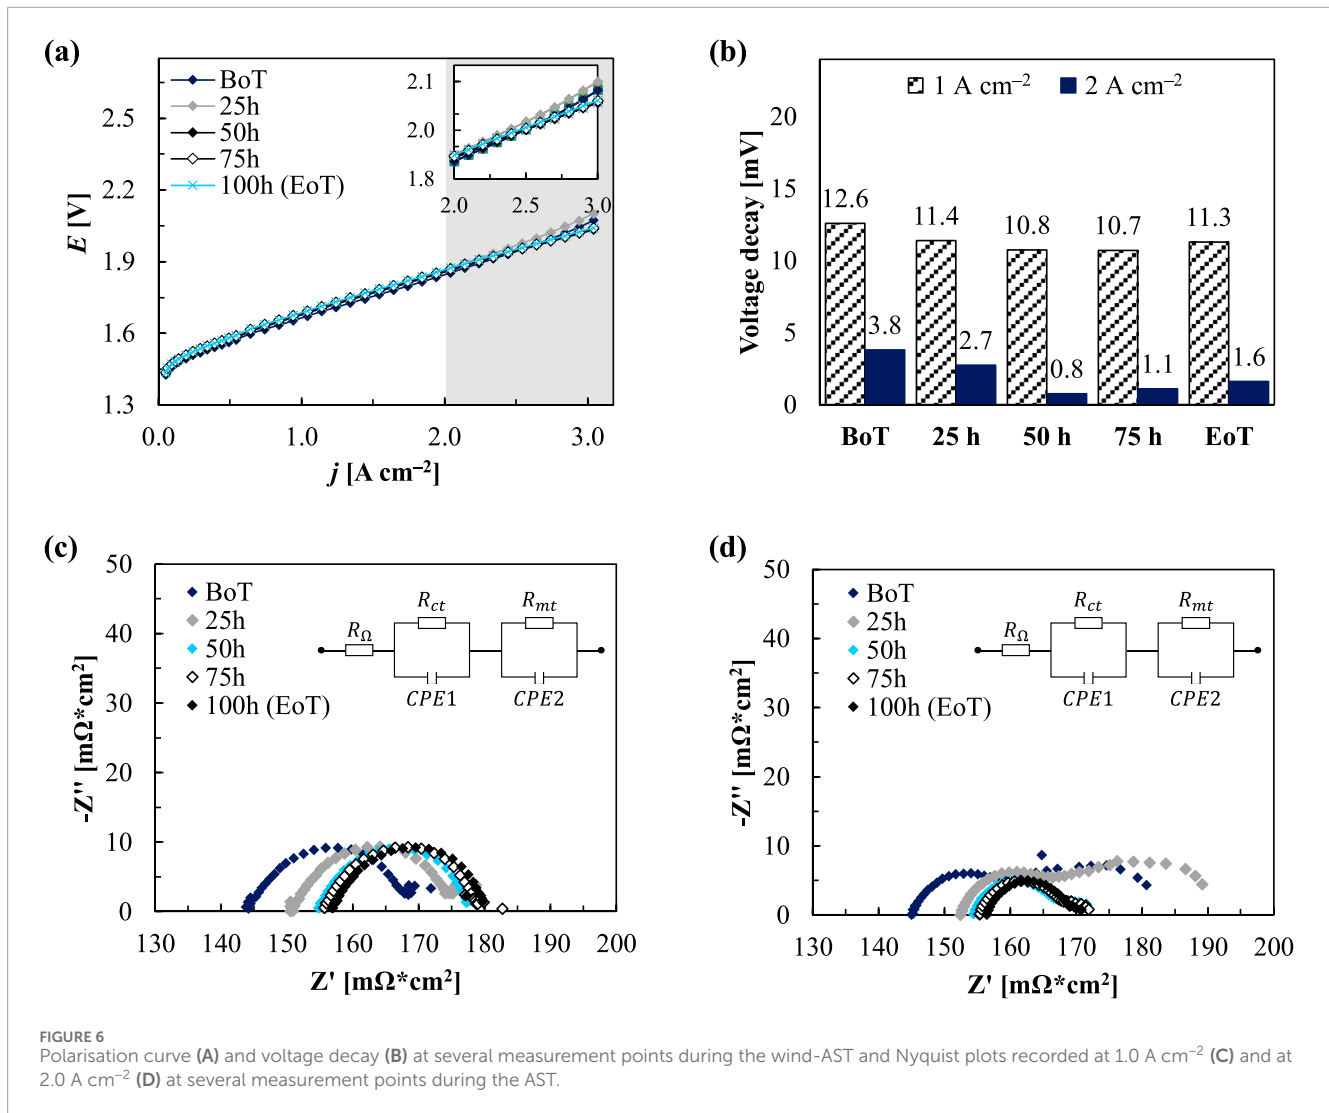 (a)
BoT
25h
50h
75h
100h (EoT)
2.1
2.0
1.8
2.0 2.5 3.0
2.5
2.2
1.9
1.6
1.3
E [V]
0.0 1.0 2.0 3.0
j [A cm⁻²]
(b)
1 A cm⁻² 2 A cm⁻²
20
15
10
5
0
Voltage decay [mV]
12.6 11.4 10.8 10.7 11.3
3.8 2.7 0.8 1.1 1.6
BoT 25 h 50 h 75 h EoT
(c)
BoT
25h
50h
75h
100h (EoT)
R_Ω R_ct R_mt
CPE1 CPE2
50
40
30
20
10
0
-Z'' [mΩ*cm²]
130 140 150 160 170 180 190 200
Z' [mΩ*cm²]
(d)
BoT
25h
50h
75h
100h (EoT)
R_Ω R_ct R_mt
CPE1 CPE2
50
40
30
20
10
0
-Z'' [mΩ*cm²]
130 140 150 160 170 180 190 200
Z' [mΩ*cm²]
FIGURE 6
Polarisation curve (A) and voltage decay (B) at several measurement points during the wind-AST and Nyquist plots recorded at 1.0 A cm⁻² (C) and at
2.0 A cm⁻² (D) at several measurement points during the AST.